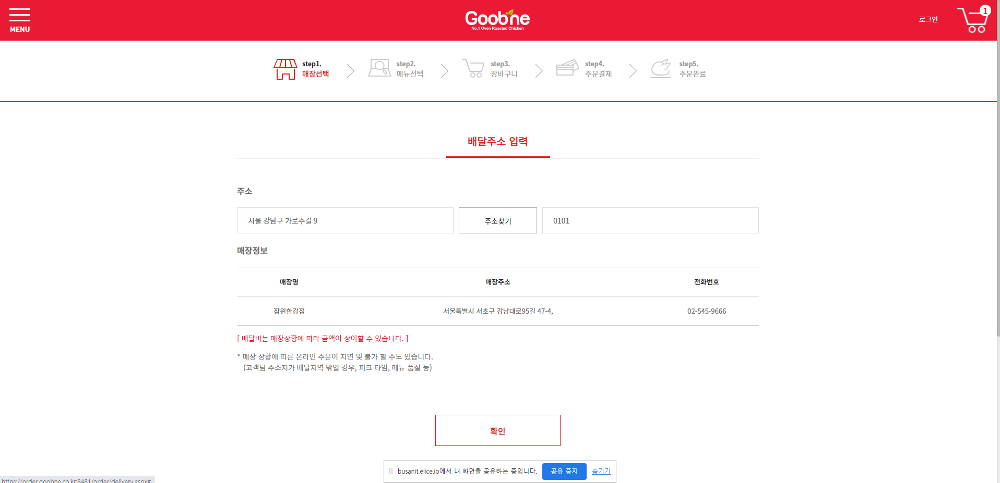 MENU
Goobne
No.1 Oven Roasted Chicken
로그인
1
step1.
매장선택
step2.
메뉴선택
step3.
장바구니
step4.
주문결제
step5.
주문완료
배달주소 입력
주소
서울 강남구 가로수길 9
주소찾기
0101
매장정보
매장명 매장주소 전화번호
잠원한강점 서울특별시 서초구 강남대로95길 47-4, 02-545-9666
[ 배달비는 매장상황에 따라 금액이 상이할 수 있습니다. ]
* 매장 상황에 따른 온라인 주문이 지연 및 불가 할 수도 있습니다.
(고객님 주소지가 배달지역 밖일 경우, 피크 타임, 메뉴 품절 등)
확인
busanit.elice.io에서 내 화면을 공유하는 중입니다. 공유 중지 숨기기
https://order.goobne.co.kr:8481/order/delivery.aspx#